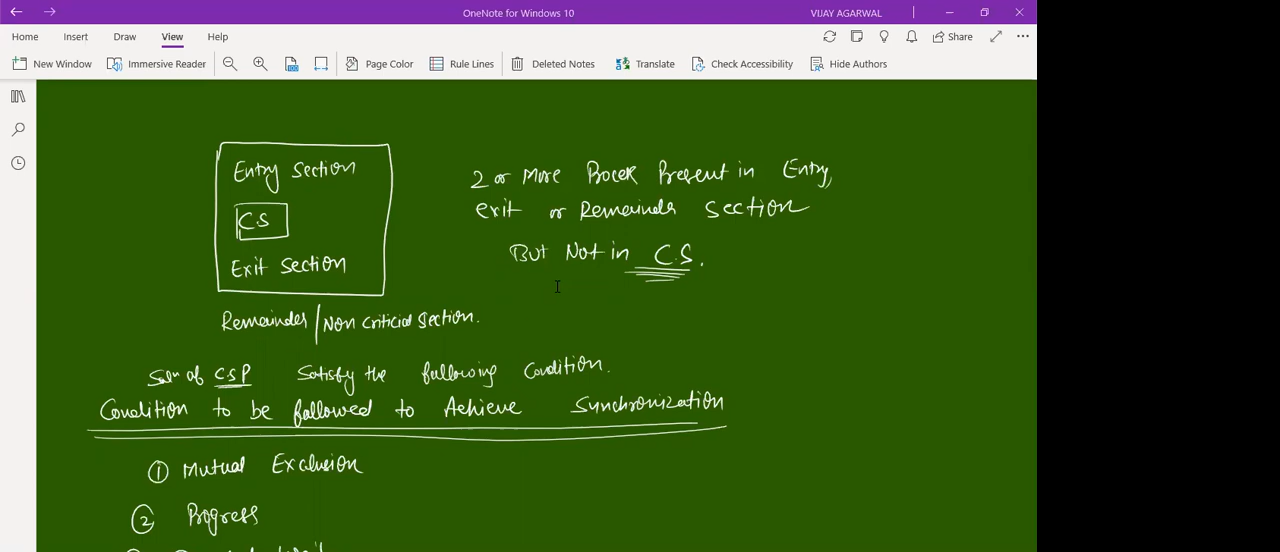 OneNote for Windows 10
VIJAY AGARWAL
Home Insert Draw View Help
Share
New Window Immersive Reader Page Color Rule Lines Deleted Notes Translate Check Accessibility Hide Authors
Entry Section
C.S
Exit Section
2 or More Process Present in Entry,
exit or Remainder Section
But Not in C.S.
Remainder/Non critical section.
Soln of CSP Satisfy the following Condition.
Condition to be followed to Achieve Synchronization
① Mutual Exclusion
② Progress